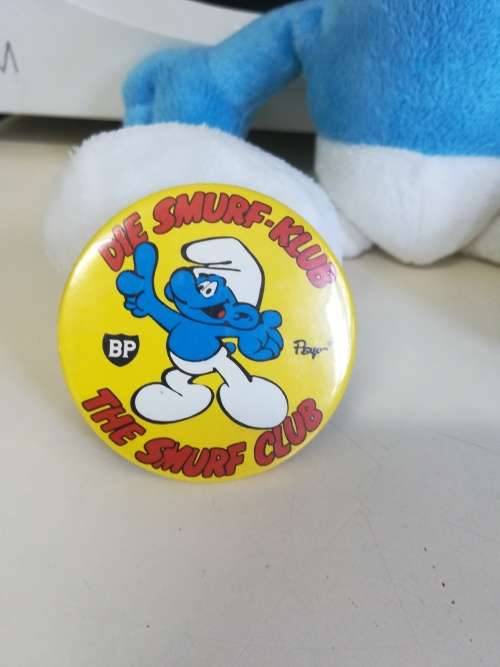 DIE SMURF-KLUB
BP
Peyo
THE SMURF CLUB